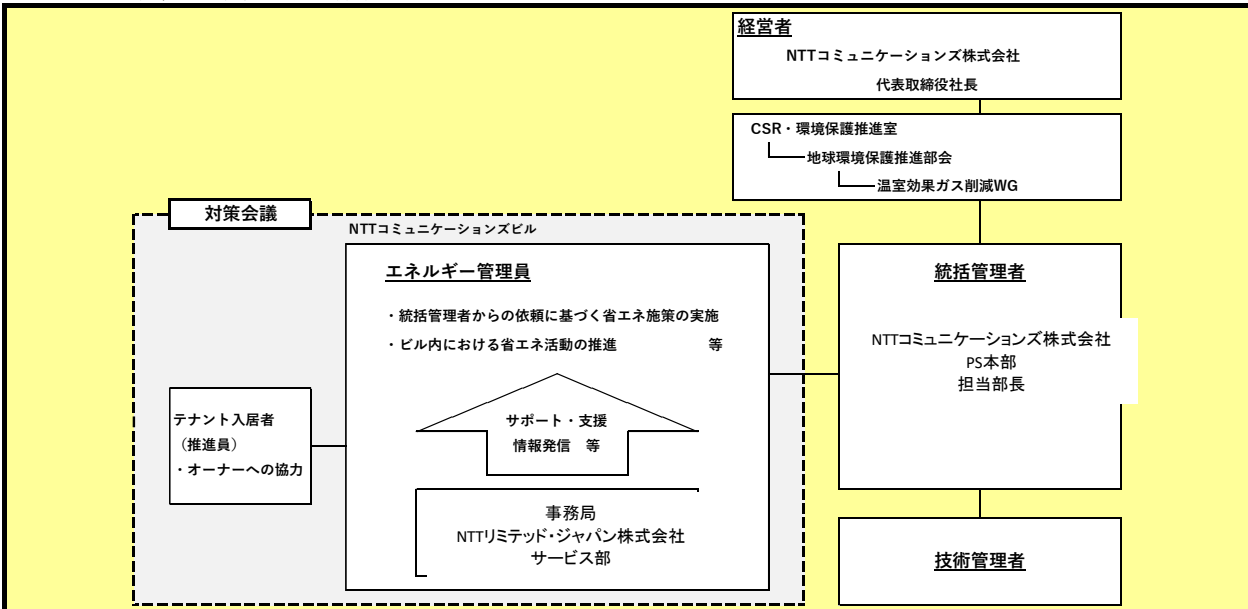 経営者
NTTコミュニケーションズ株式会社
代表取締役社長
CSR・環境保護推進室
地球環境保護推進部会
温室効果ガス削減WG
対策会議
NTTコミュニケーションズビル
エネルギー管理員
・統括管理者からの依頼に基づく省エネ施策の実施
・ビル内における省エネ活動の推進 等
サポート・支援
情報発信 等
事務局
NTTリミテッド・ジャパン株式会社
サービス部
テナント入居者
（推進員）
・オーナーへの協力
統括管理者
NTTコミュニケーションズ株式会社
PS本部
担当部長
技術管理者